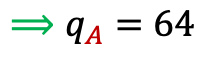 ⟹ q_A = 64